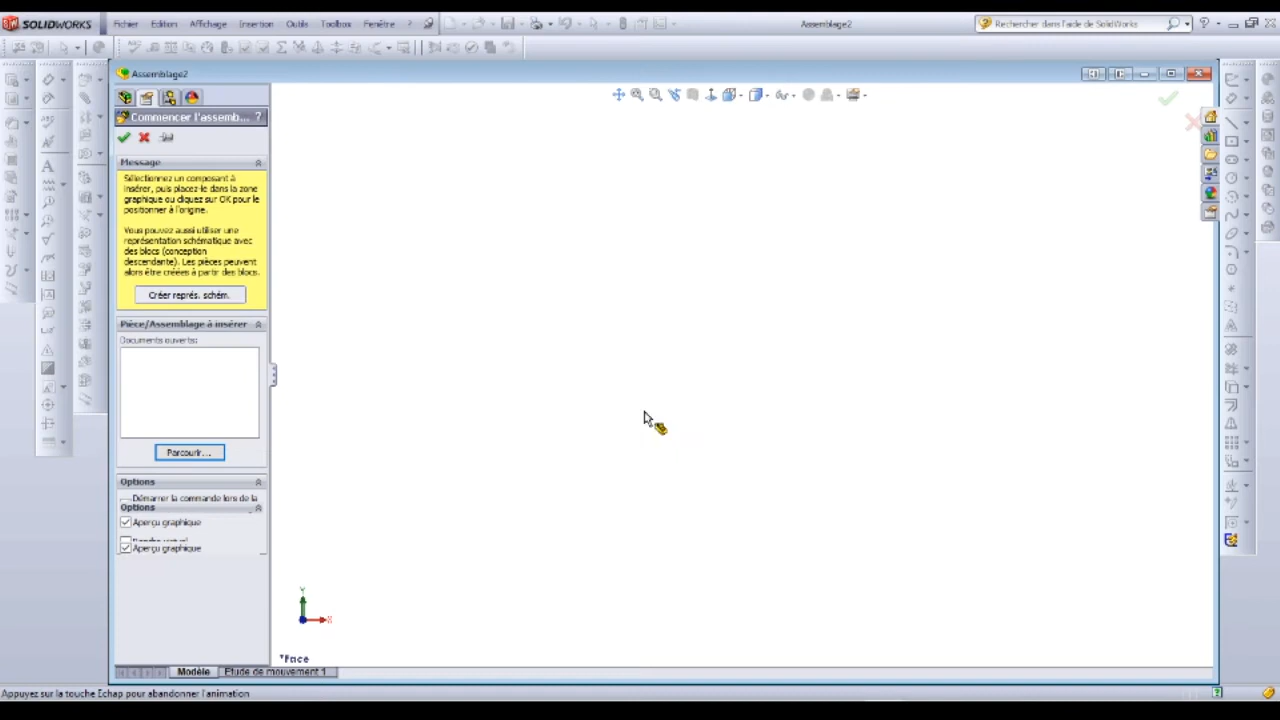 SOLIDWORKS
Fichier Edition Affichage Insertion Outils Toolbox Fenêtre ?
Assemblage2
Rechercher dans l'aide de SolidWorks
Assemblage2
Commencer l'assemb... ?
Message
Sélectionnez un composant à
insérer, puis placez-le dans la zone
graphique ou cliquez sur OK pour le
positionner à l'origine.
Vous pouvez aussi utiliser une
représentation schématique avec
des blocs (conception
descendante). Les pièces peuvent
alors être créées à partir des blocs.
Créer représ. schém.
Pièce/Assemblage à insérer
Documents ouverts:
Parcourir...
Options
Démarrer la commande lors de la
Options
Aperçu graphique
Aperçu graphique
Y
X
*Face
Modèle Etude de mouvement 1
Appuyez sur la touche Echap pour abandonner l'animation